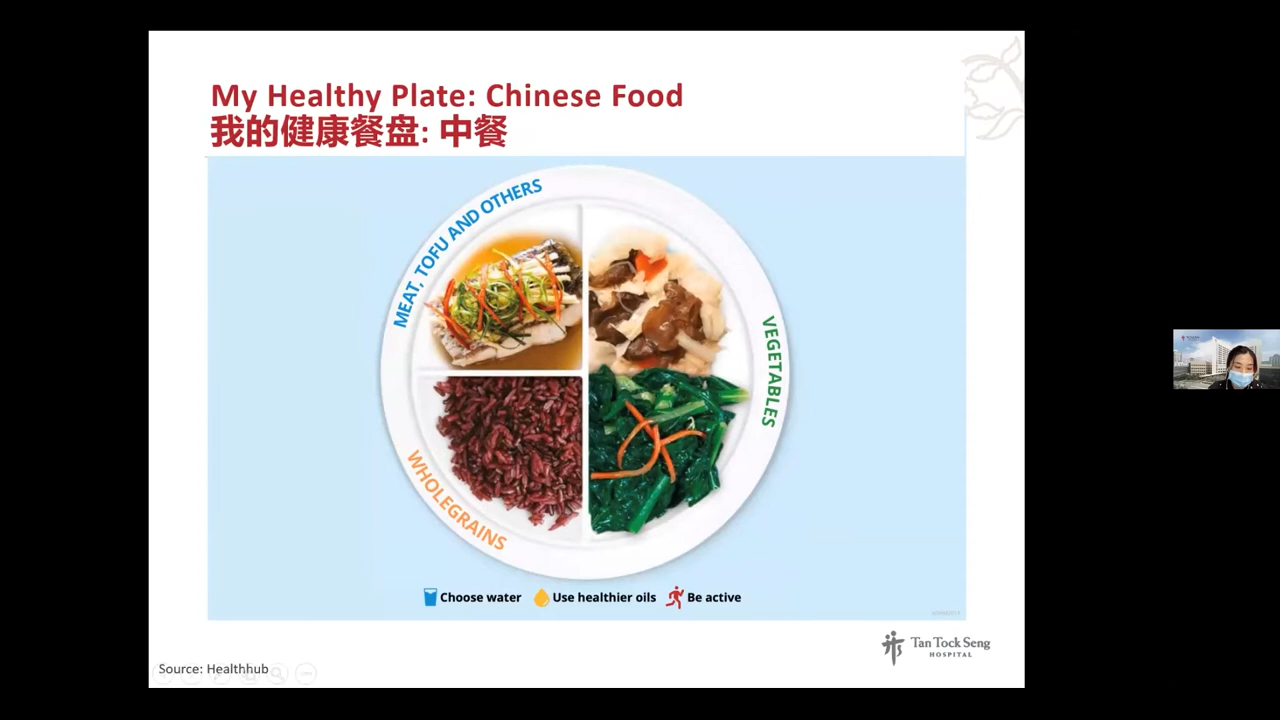 My Healthy Plate: Chinese Food
我的健康餐盘: 中餐
MEAT, TOFU AND OTHERS
VEGETABLES
WHOLEGRAINS
Choose water
Use healthier oils
Be active
Tan Tock Seng
HOSPITAL
Source: Healthhub